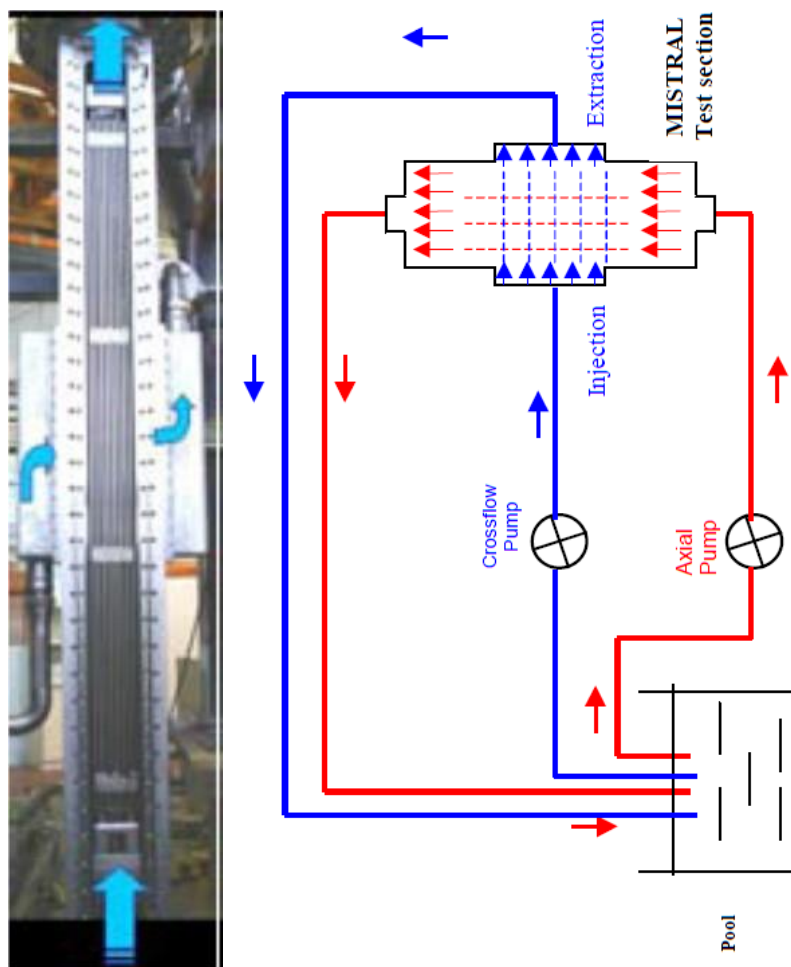 Extraction
MISTRAL
Test section
Injection
Crossflow
Pump
Axial
Pump
Pool